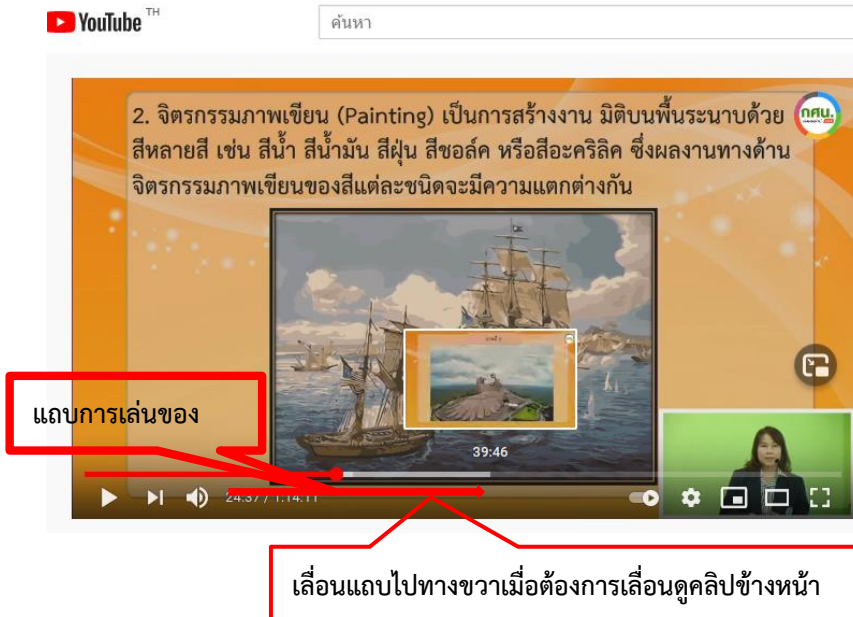 YouTube TH
ค้นหา
2. จิตรกรรมภาพเขียน (Painting) เป็นการสร้างงาน มิติบนพื้นระนาบด้วย
กศน.
สีหลายสี เช่น สีน้ำ สีน้ำมัน สีฝุ่น สีชอล์ค หรือสีอะคริลิค ซึ่งผลงานทางด้าน
จิตรกรรมภาพเขียนของสีแต่ละชนิดจะมีความแตกต่างกัน
แถบการเล่นของ
39:46
24:37 / 1:14:11
เลื่อนแถบไปทางขวาเมื่อต้องการเลื่อนดูคลิปข้างหน้า